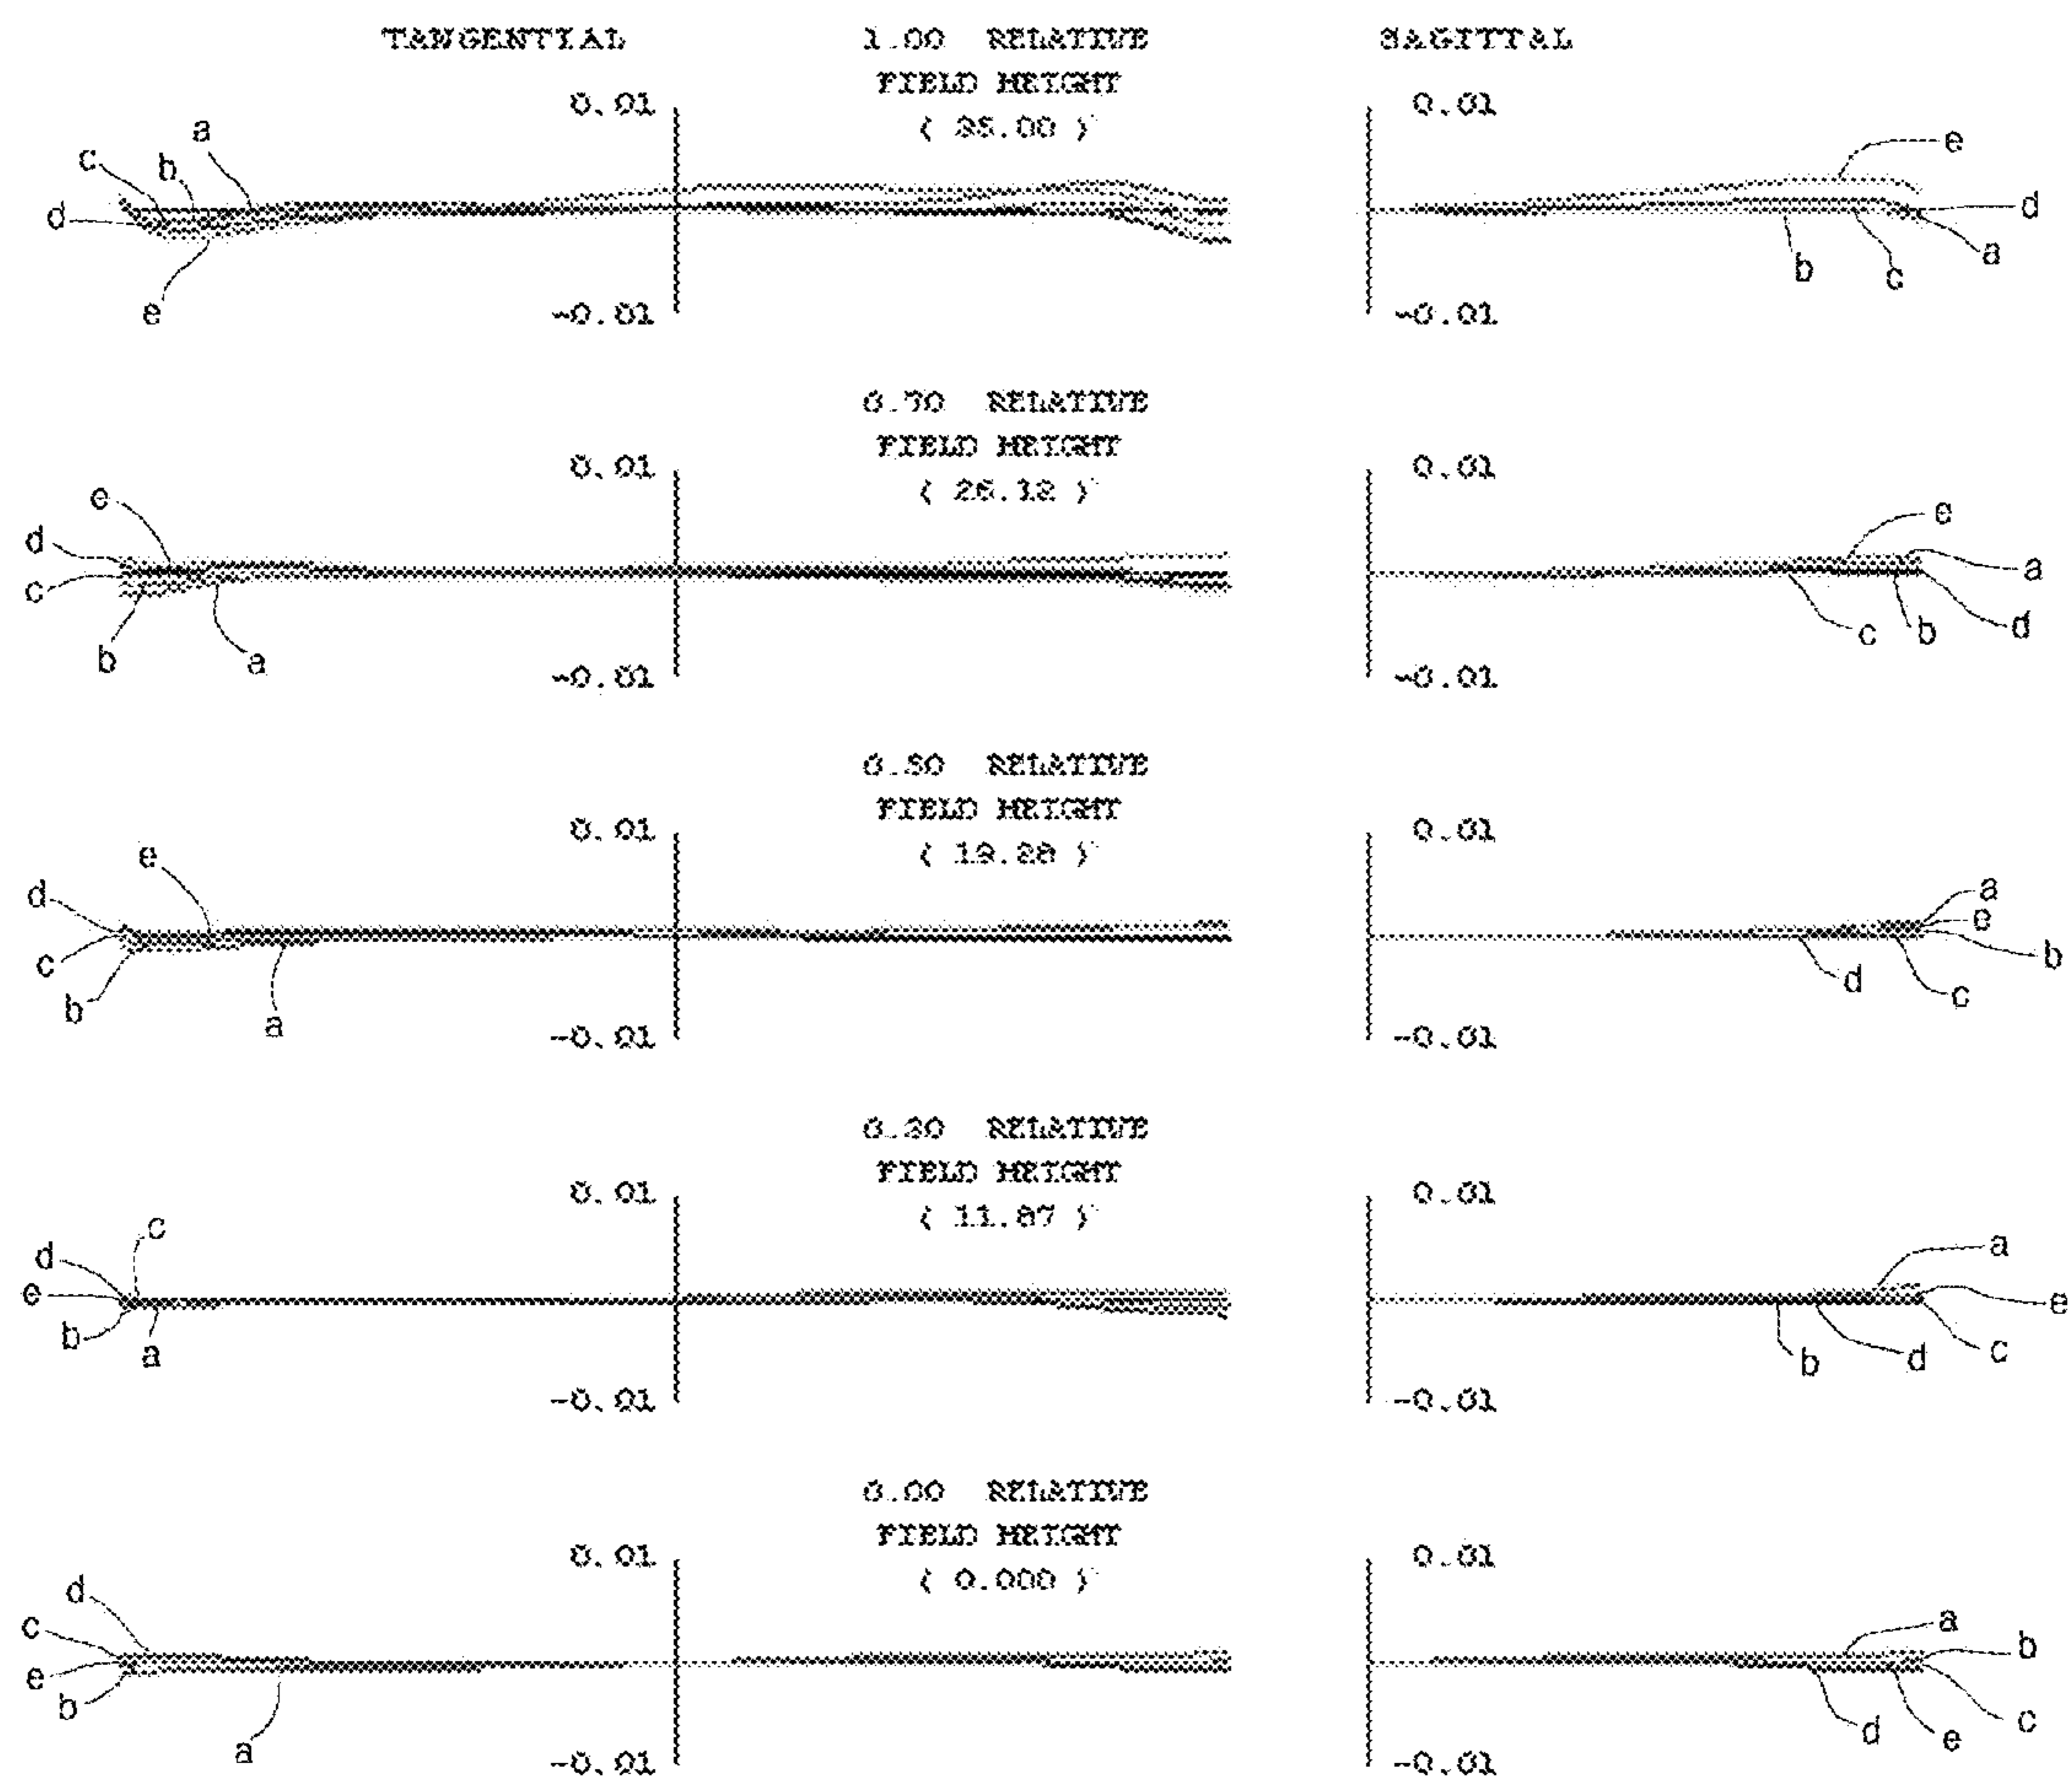 TANGENTIAL 1.00 RELATIVE SAGITTAL
FIELD HEIGHT
0.01 0.01
( 35.00 )
a e
c b
d d
a
b c
e
-0.01 -0.01
0.70 RELATIVE
FIELD HEIGHT
0.01 0.01
( 26.12 )
e e
d a
c d
c b
b a
-0.01 -0.01
0.50 RELATIVE
FIELD HEIGHT
0.01 0.01
( 19.28 )
e a
d e
c b
d c
b a
-0.01 -0.01
0.30 RELATIVE
FIELD HEIGHT
0.01 0.01
( 11.87 )
c
d a
e e
b c
a b d
-0.01 -0.01
0.00 RELATIVE
FIELD HEIGHT
0.01 0.01
( 0.000 )
d a
c b
e
b c
d e
a
-0.01 -0.01